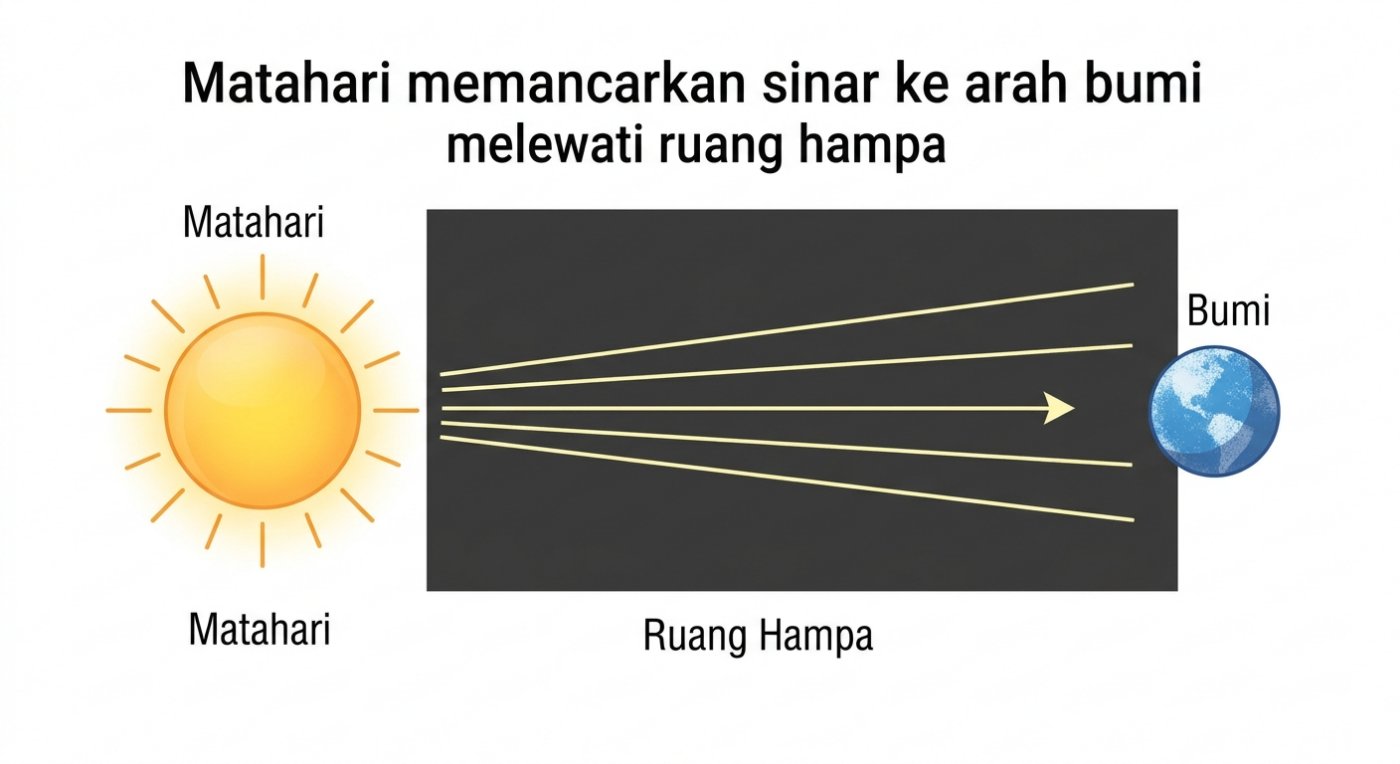 Matahari memancarkan sinar ke arah bumi
melewati ruang hampa
Matahari
Bumi
Matahari
Ruang Hampa